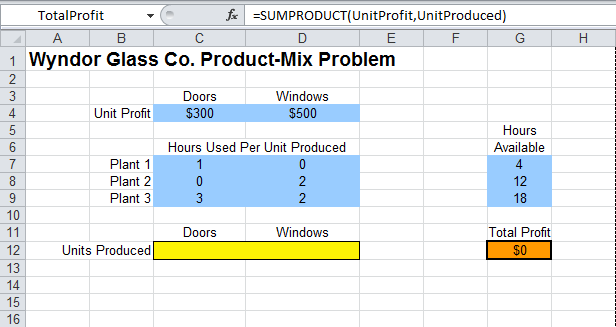 TotalProfit fx =SUMPRODUCT(UnitProfit,UnitProduced)
A B C D E F G H
1 Wyndor Glass Co. Product-Mix Problem
2
3 Doors Windows
4 Unit Profit $300 $500
5 Hours
6 Hours Used Per Unit Produced Available
7 Plant 1 1 0 4
8 Plant 2 0 2 12
9 Plant 3 3 2 18
10
11 Doors Windows Total Profit
12 Units Produced $0
13
14
15
16